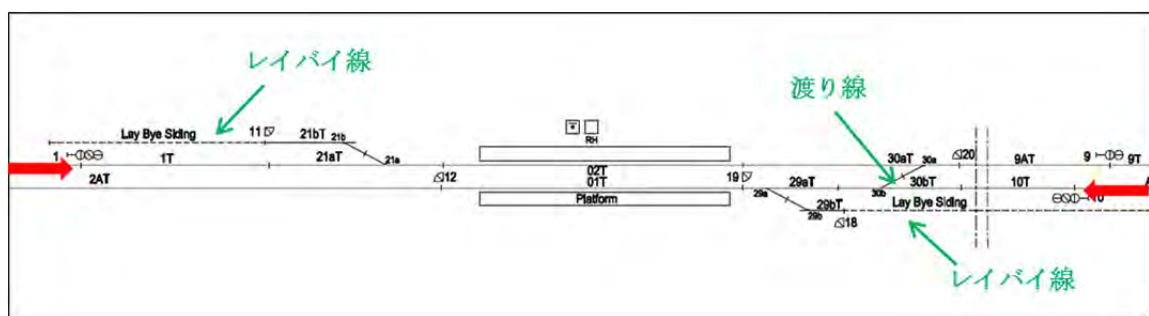 レイバイ線
渡り線
Lay Bye Siding
11
21bT
21b
RH
1
1T
21aT
21a
02T
30aT
30a
20
9AT
9
9T
2AT
12
01T
19
29aT
30b
30bT
10T
29a
Platform
29b
29bT
Lay Bye Siding
18
レイバイ線